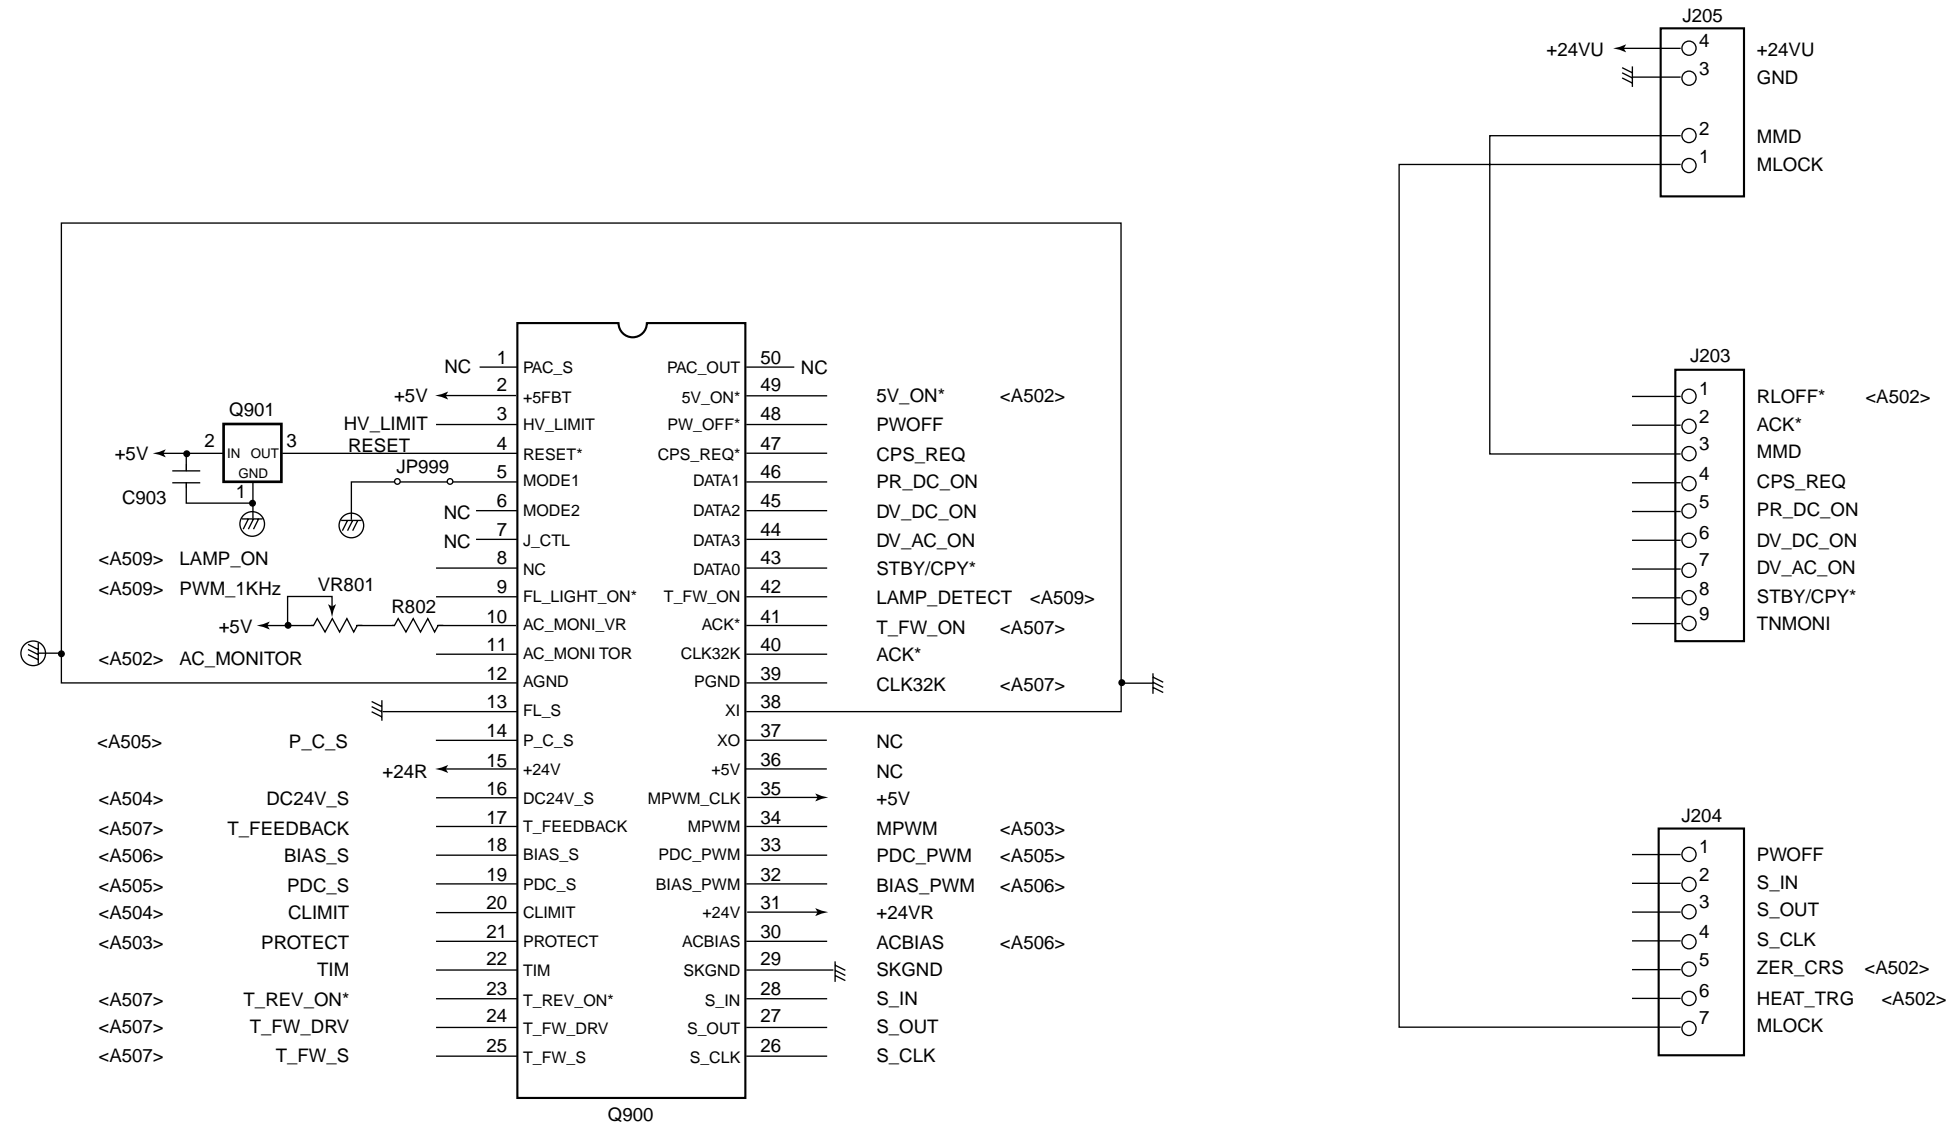 J205
+24VU 4 +24VU
3 GND
2 MMD
1 MLOCK
NC 1 PAC_S PAC_OUT 50 NC
+5V 2 +5FBT 5V_ON* 49 5V_ON* <A502>
HV_LIMIT 3 HV_LIMIT PW_OFF* 48 PWOFF
Q901
+5V 2 IN OUT 3 RESET 4 RESET* CPS_REQ* 47 CPS_REQ
GND
1
C903
JP999 5 MODE1 DATA1 46 PR_DC_ON
NC 6 MODE2 DATA2 45 DV_DC_ON
NC 7 J_CTL DATA3 44 DV_AC_ON
<A509> LAMP_ON 8 NC DATA0 43 STBY/CPY*
<A509> PWM_1KHz 9 FL_LIGHT_ON* T_FW_ON 42 LAMP_DETECT <A509>
+5V VR801 R802 10 AC_MONI_VR ACK* 41 T_FW_ON <A507>
<A502> AC_MONITOR 11 AC_MONI TOR CLK32K 40 ACK*
12 AGND PGND 39 CLK32K <A507>
13 FL_S XI 38
<A505> P_C_S 14 P_C_S XO 37 NC
+24R 15 +24V +5V 36 NC
<A504> DC24V_S 16 DC24V_S MPWM_CLK 35 +5V
<A507> T_FEEDBACK 17 T_FEEDBACK MPWM 34 MPWM <A503>
<A506> BIAS_S 18 BIAS_S PDC_PWM 33 PDC_PWM <A505>
<A505> PDC_S 19 PDC_S BIAS_PWM 32 BIAS_PWM <A506>
<A504> CLIMIT 20 CLIMIT +24V 31 +24VR
<A503> PROTECT 21 PROTECT ACBIAS 30 ACBIAS <A506>
TIM 22 TIM SKGND 29 SKGND
<A507> T_REV_ON* 23 T_REV_ON* S_IN 28 S_IN
<A507> T_FW_DRV 24 T_FW_DRV S_OUT 27 S_OUT
<A507> T_FW_S 25 T_FW_S S_CLK 26 S_CLK
Q900
J203
1 RLOFF* <A502>
2 ACK*
3 MMD
4 CPS_REQ
5 PR_DC_ON
6 DV_DC_ON
7 DV_AC_ON
8 STBY/CPY*
9 TNMONI
J204
1 PWOFF
2 S_IN
3 S_OUT
4 S_CLK
5 ZER_CRS <A502>
6 HEAT_TRG <A502>
7 MLOCK